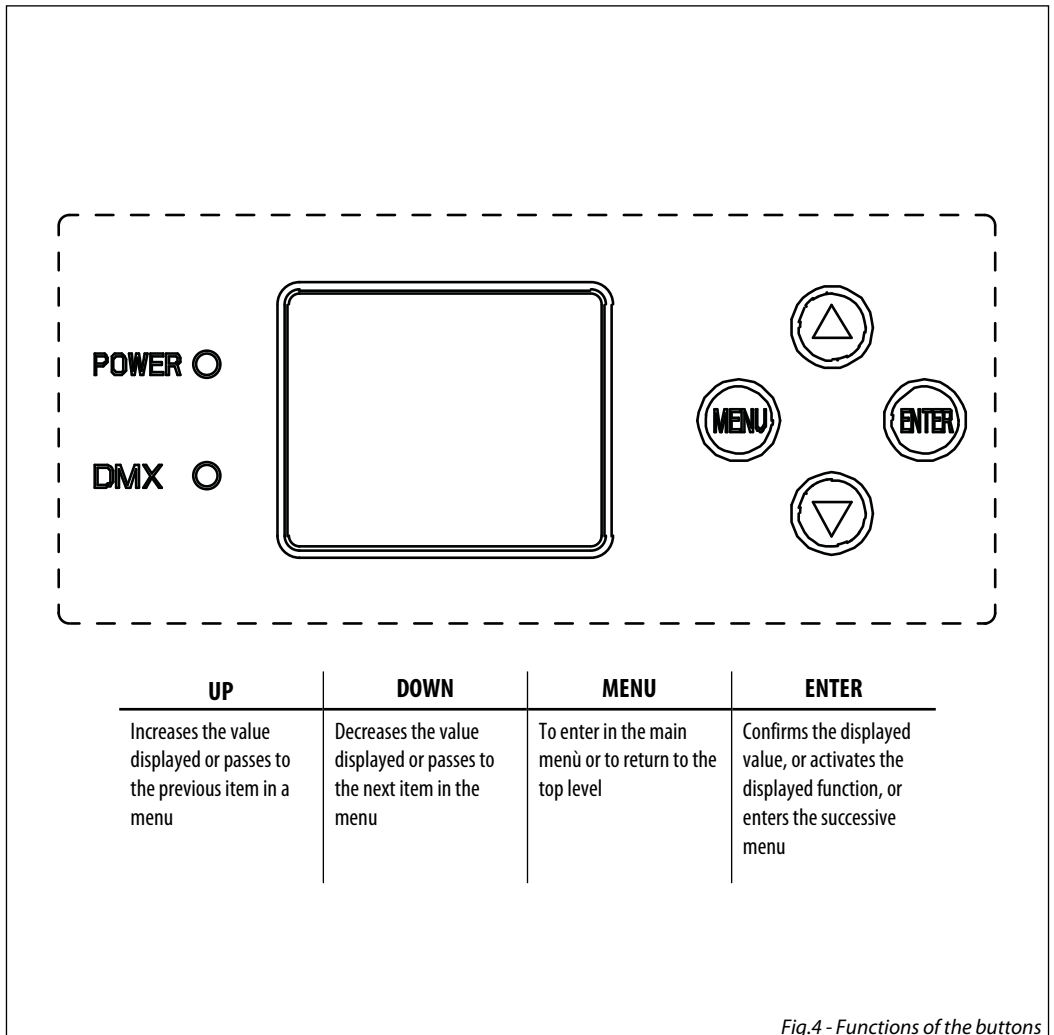 POWER
DMX
MENU
ENTER
UP
DOWN
MENU
ENTER
Increases the value
displayed or passes to
the previous item in a
menu
Decreases the value
displayed or passes to
the next item in the
menu
To enter in the main
menù or to return to the
top level
Confirms the displayed
value, or activates the
displayed function, or
enters the successive
menu
Fig.4 - Functions of the buttons